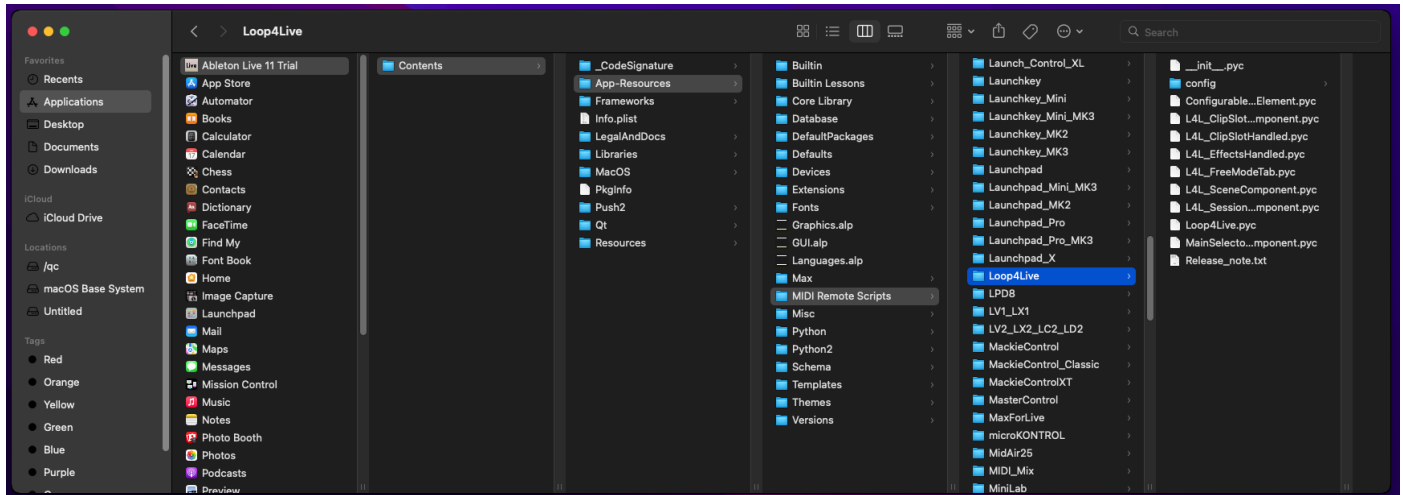 Loop4Live
Search
Favorites
Recents
Applications
Desktop
Documents
Downloads
iCloud
iCloud Drive
Locations
/qc
macOS Base System
Untitled
Tags
Red
Orange
Yellow
Green
Blue
Purple
Live
Ableton Live 11 Trial
App Store
Automator
Books
Calculator
Calendar
Chess
Contacts
Dictionary
FaceTime
Find My
Font Book
Home
Image Capture
Launchpad
Mail
Maps
Messages
Mission Control
Music
Notes
Photo Booth
Photos
Podcasts
Preview
Contents
_CodeSignature
App-Resources
Frameworks
Info.plist
LegalAndDocs
Libraries
MacOS
PkgInfo
Push2
Qt
Resources
Builtin
Builtin Lessons
Core Library
Database
DefaultPackages
Defaults
Devices
Extensions
Fonts
Graphics.alp
GUI.alp
Languages.alp
Max
MIDI Remote Scripts
Misc
Python
Python2
Schema
Templates
Themes
Versions
Launch_Control_XL
Launchkey
Launchkey_Mini
Launchkey_Mini_MK3
Launchkey_MK2
Launchkey_MK3
Launchpad
Launchpad_Mini_MK3
Launchpad_MK2
Launchpad_Pro
Launchpad_Pro_MK3
Launchpad_X
Loop4Live
LPD8
LV1_LX1
LV2_LX2_LC2_LD2
MackieControl
MackieControl_Classic
MackieControlXT
MasterControl
MaxForLive
microKONTROL
MidAir25
MIDI_Mix
MiniLab
__init__.pyc
config
Configurable...Element.pyc
L4L_ClipSlot...mponent.pyc
L4L_ClipSlotHandled.pyc
L4L_EffectsHandled.pyc
L4L_FreeModeTab.pyc
L4L_SceneComponent.pyc
L4L_Session...mponent.pyc
Loop4Live.pyc
MainSelecto...mponent.pyc
Release_note.txt